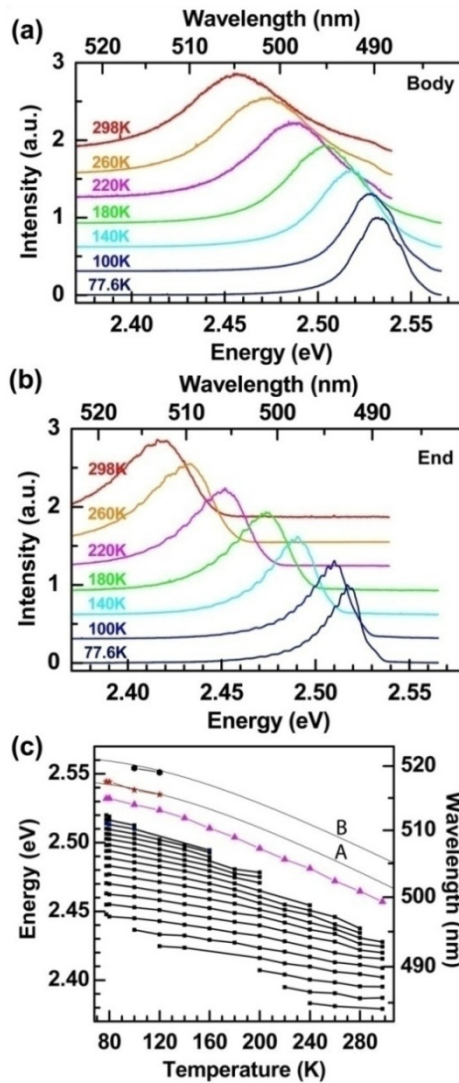 (a)
Wavelength (nm)
520 510 500 490
Body
3
2
1
0
Intensity (a.u.)
298K
260K
220K
180K
140K
100K
77.6K
2.40 2.45 2.50 2.55
Energy (eV)
(b)
Wavelength (nm)
520 510 500 490
End
3
2
1
0
Intensity (a.u.)
298K
260K
220K
180K
140K
100K
77.6K
2.40 2.45 2.50 2.55
Energy (eV)
(c)
2.55
2.50
2.45
2.40
Energy (eV)
B
A
520
510
500
490
Wavelength (nm)
80 120 160 200 240 280
Temperature (K)